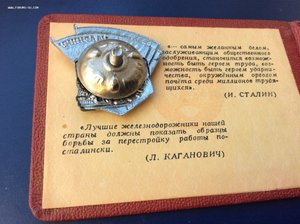 «— самым желанным делом,
заслуживающим общественного
одобрения, становится возмож-
ность быть героем труда, воз-
можность быть героем ударни-
чества, окружённым ореолом
почёта среди миллионов трудя-
щихся».
(И. СТАЛИН)
«Лучшие железнодорожники нашей
страны должны показать образцы
борьбы за перестройку работы по-
сталински.
(Л. КАГАНОВИЧ)